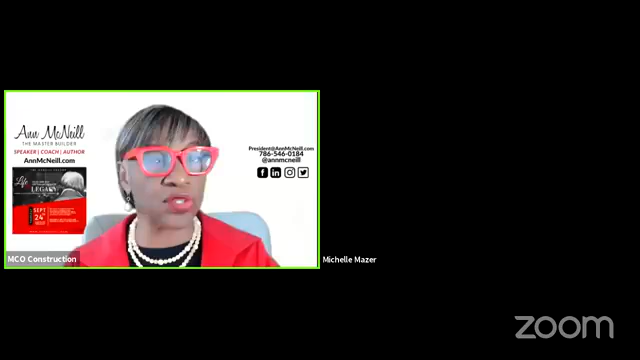 Ann McNeill
THE MASTER BUILDER
SPEAKER | COACH | AUTHOR
AnnMcNeill.com
Life
LEGACY
SEPT
24
President@AnnMcNeill.com
786-546-0184
@annmcneill
MCO Construction
Michelle Mazer
zoom